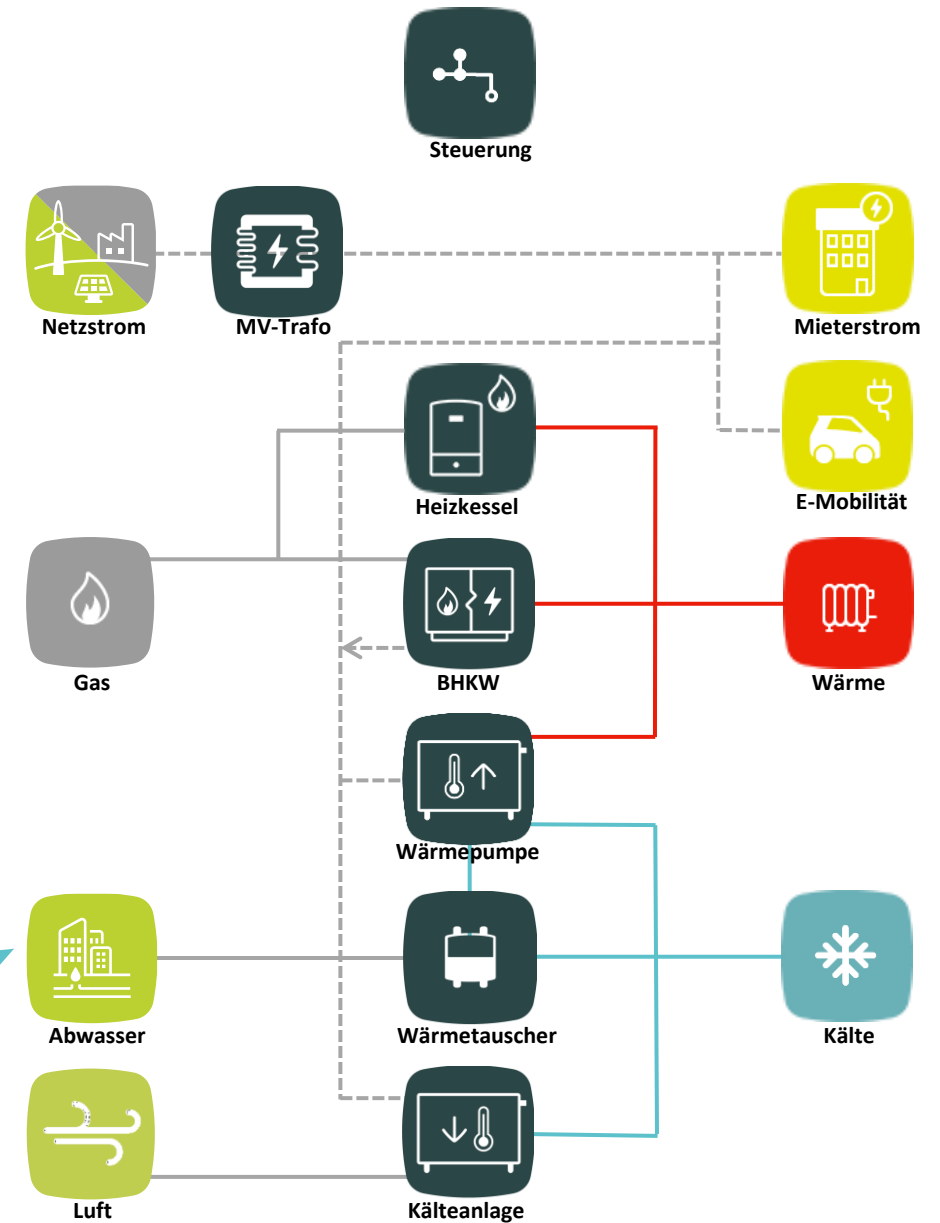 Steuerung
Netzstrom
MV-Trafo
Mieterstrom
Heizkessel
E-Mobilität
Gas
BHKW
Wärme
Wärmepumpe
Abwasser
Wärmetauscher
Kälte
Luft
Kälteanlage